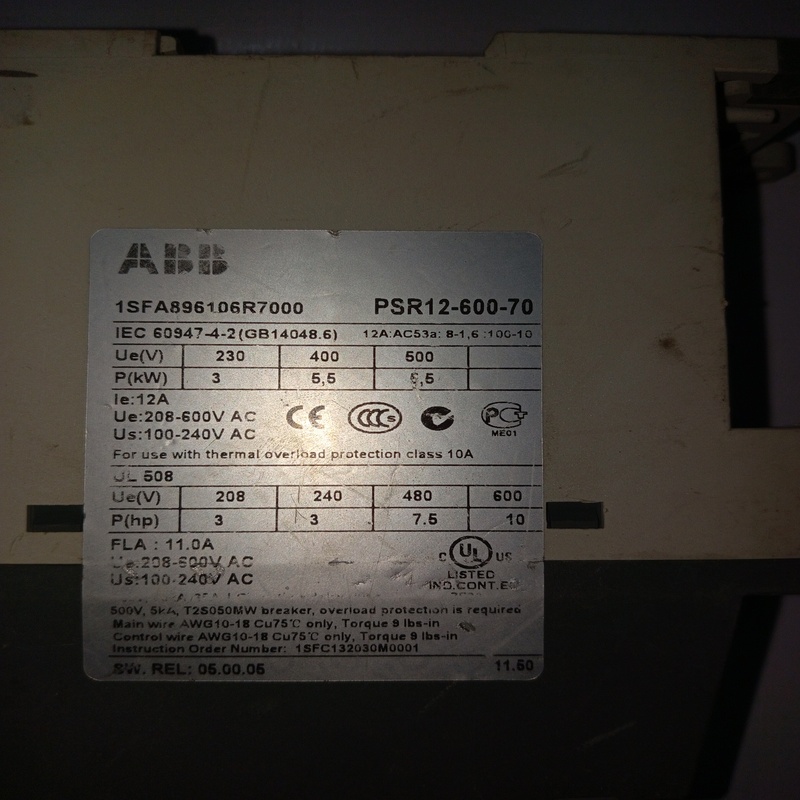 ABB
1SFA896106R7000 PSR12-600-70
IEC 60947-4-2(GB14048.6) 12A:AC53a: 8-1,6 :100-10
Ue(V) 230 400 500
P(kW) 3 5,5 5,5
Ie:12A
Ue:208-600V AC
Us:100-240V AC
CE CCC S PG
ME01
For use with thermal overload protection class 10A
UL 508
Ue(V) 208 240 480 600
P(hp) 3 3 7.5 10
FLA : 11.0A
Ue:208-600V AC
Us:100-240V AC
C UL US
LISTED
IND.CONT.EQ
500V, 5kA, T2S050MW breaker, overload protection is required
Main wire AWG10-18 Cu75℃ only, Torque 9 lbs-in
Control wire AWG10-18 Cu75℃ only, Torque 9 lbs-in
Instruction Order Number: 1SFC132030M0001
SW. REL: 05.00.05 11.50